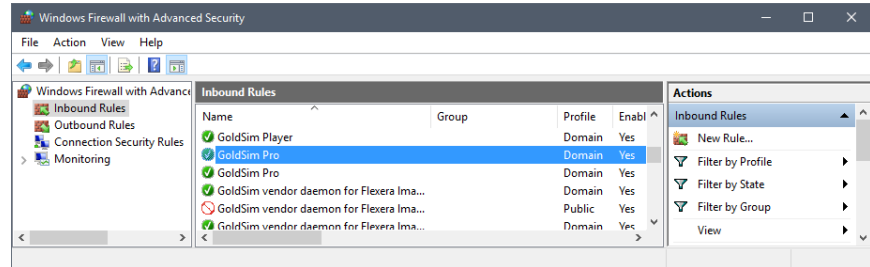 Windows Firewall with Advanced Security
File Action View Help
Windows Firewall with Advance
Inbound Rules
Outbound Rules
Connection Security Rules
Monitoring
Inbound Rules
Name Group Profile Enabl
GoldSim Player Domain Yes
GoldSim Pro Domain Yes
GoldSim Pro Domain Yes
GoldSim vendor daemon for Flexera Ima... Domain Yes
GoldSim vendor daemon for Flexera Ima... Public Yes
GoldSim vendor daemon for Flexera Ima... Domain Yes
Actions
Inbound Rules
New Rule...
Filter by Profile
Filter by State
Filter by Group
View